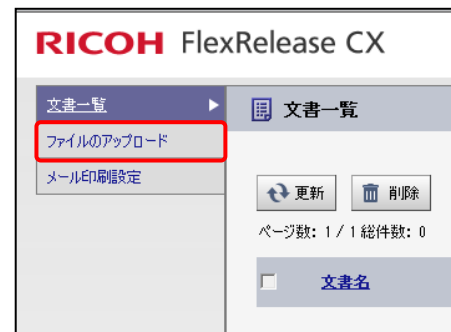 RICOH FlexRelease CX
文書一覧
ファイルのアップロード
メール印刷設定
文書一覧
更新 削除
ページ数: 1 / 1 総件数: 0
文書名